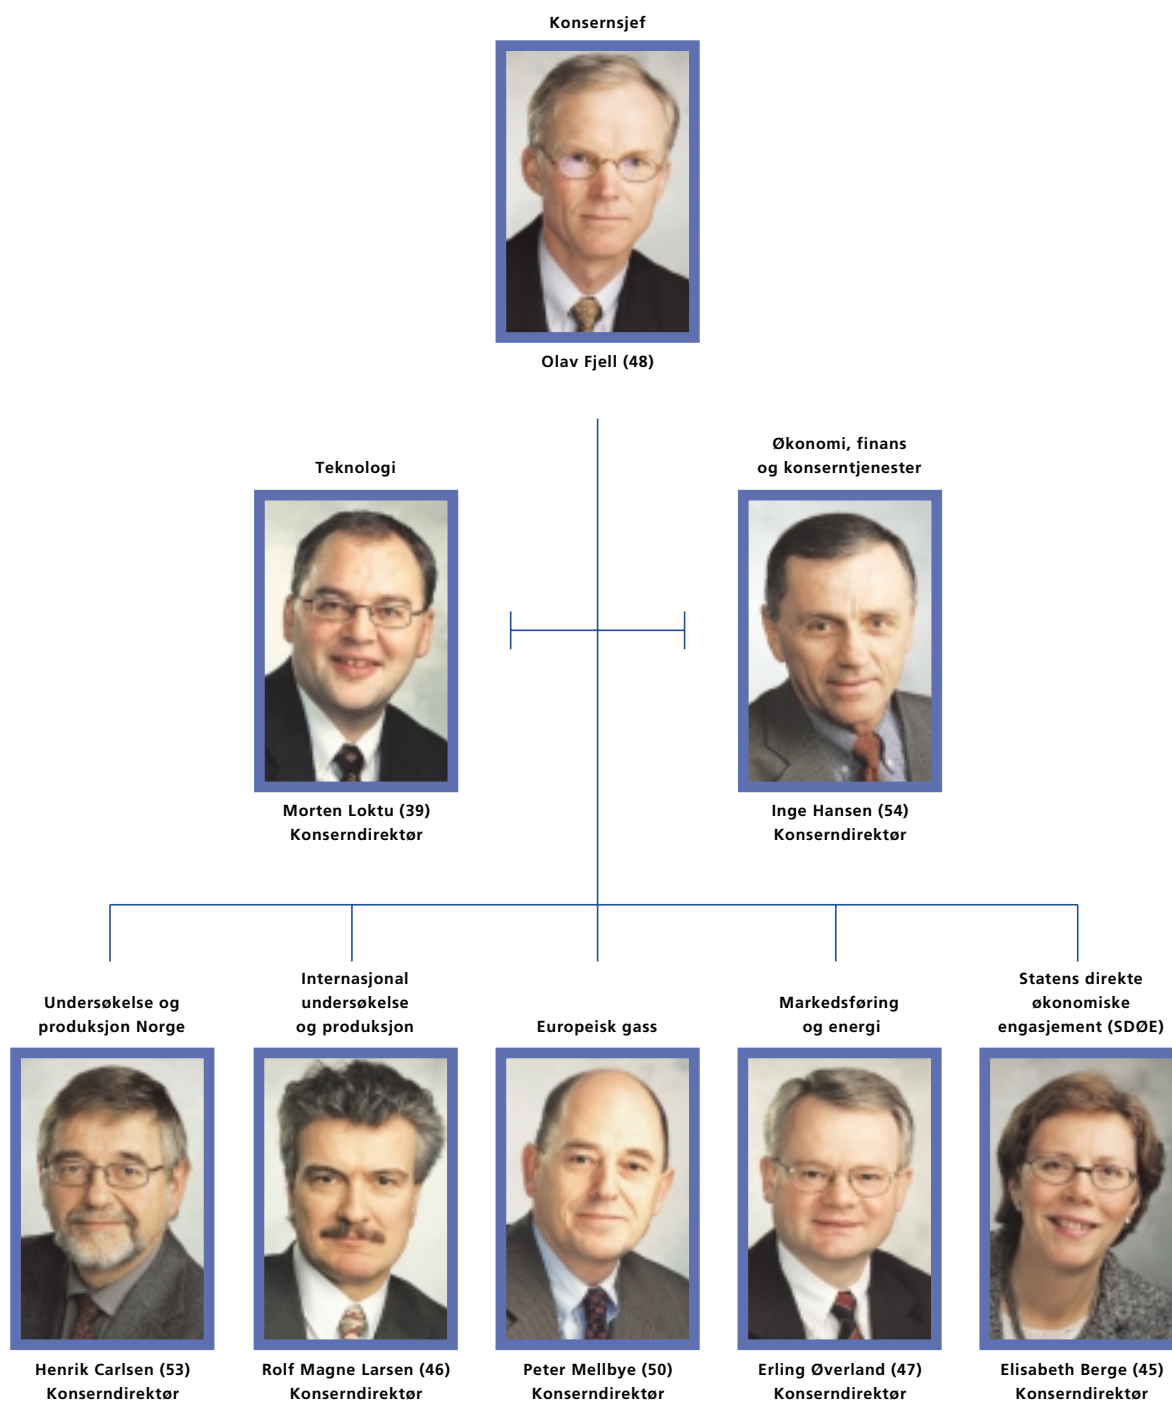 Konsernsjef
Olav Fjell (48)
Teknologi
Morten Loktu (39)
Konserndirektør
Økonomi, finans
og konserntjenester
Inge Hansen (54)
Konserndirektør
Undersøkelse og
produksjon Norge
Henrik Carlsen (53)
Konserndirektør
Internasjonal
undersøkelse
og produksjon
Rolf Magne Larsen (46)
Konserndirektør
Europeisk gass
Peter Mellbye (50)
Konserndirektør
Markedsføring
og energi
Erling Øverland (47)
Konserndirektør
Statens direkte
økonomiske
engasjement (SDØE)
Elisabeth Berge (45)
Konserndirektør